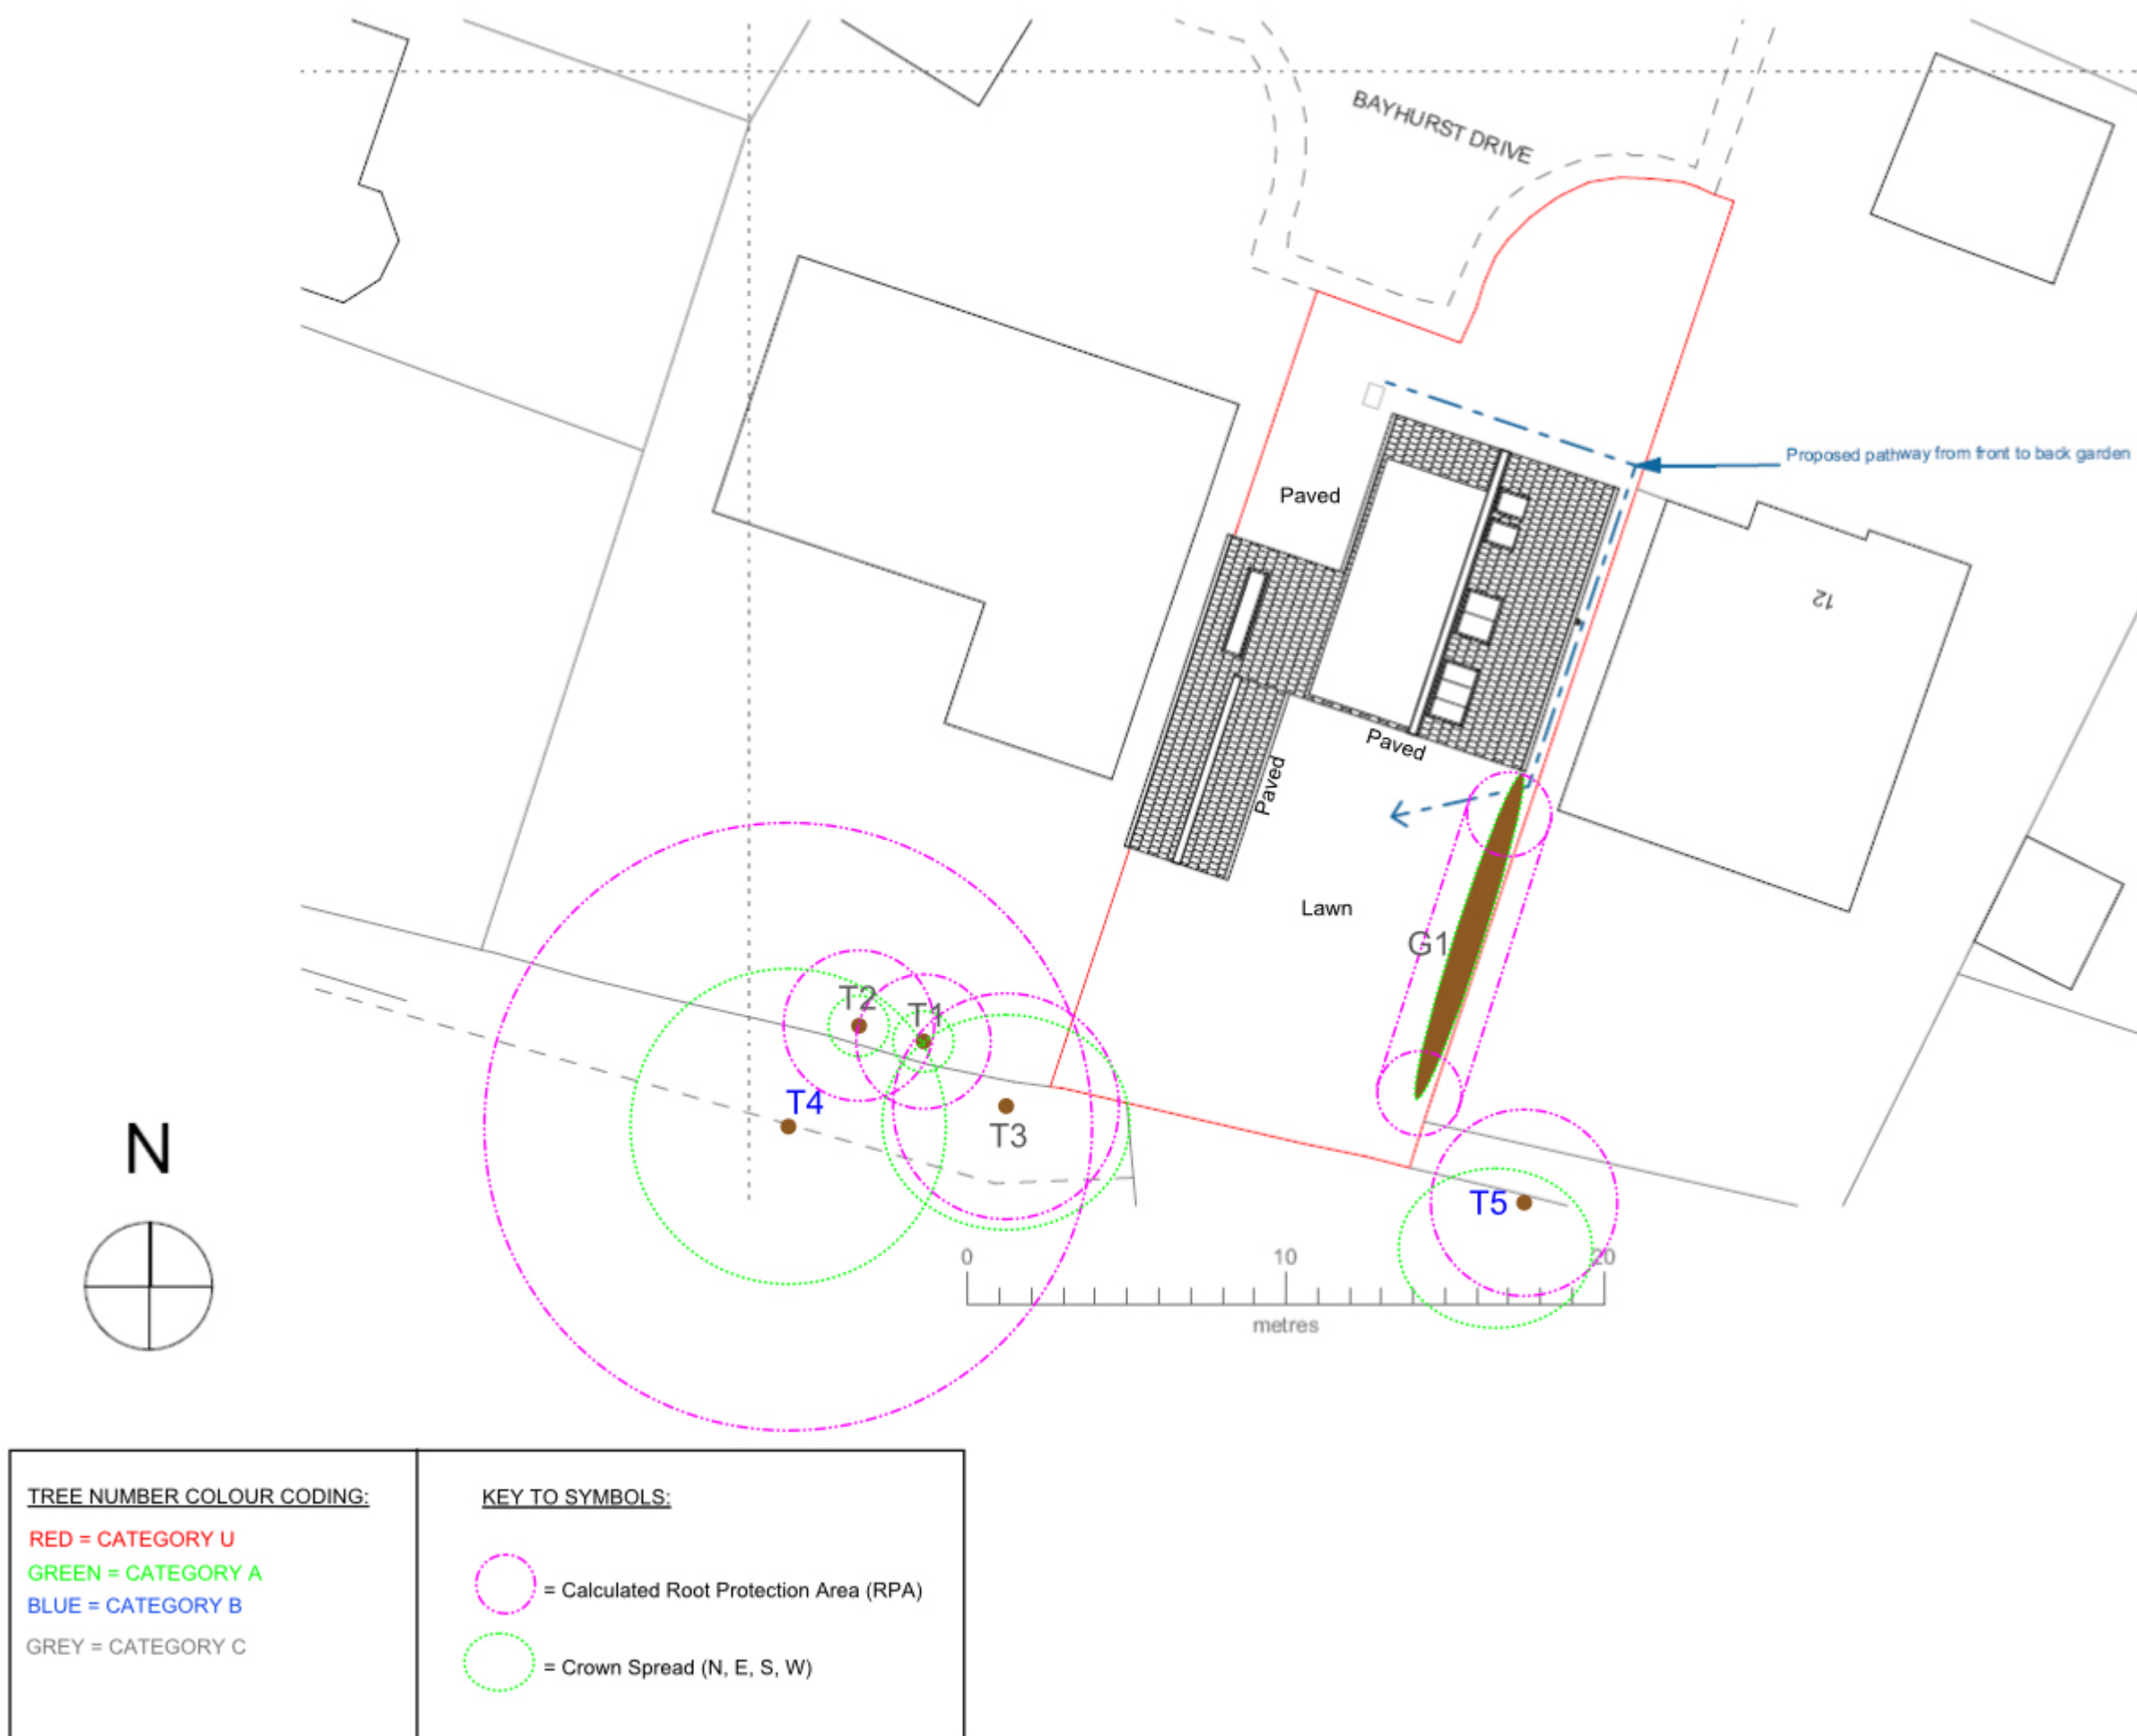 BAYHURST DRIVE
Proposed pathway from front to back garden
Paved
12
Paved
Paved
Lawn
G1
T2
T1
T4
T3
T5
N
0 10 20
metres
TREE NUMBER COLOUR CODING:
RED = CATEGORY U
GREEN = CATEGORY A
BLUE = CATEGORY B
GREY = CATEGORY C
KEY TO SYMBOLS:
= Calculated Root Protection Area (RPA)
= Crown Spread (N, E, S, W)